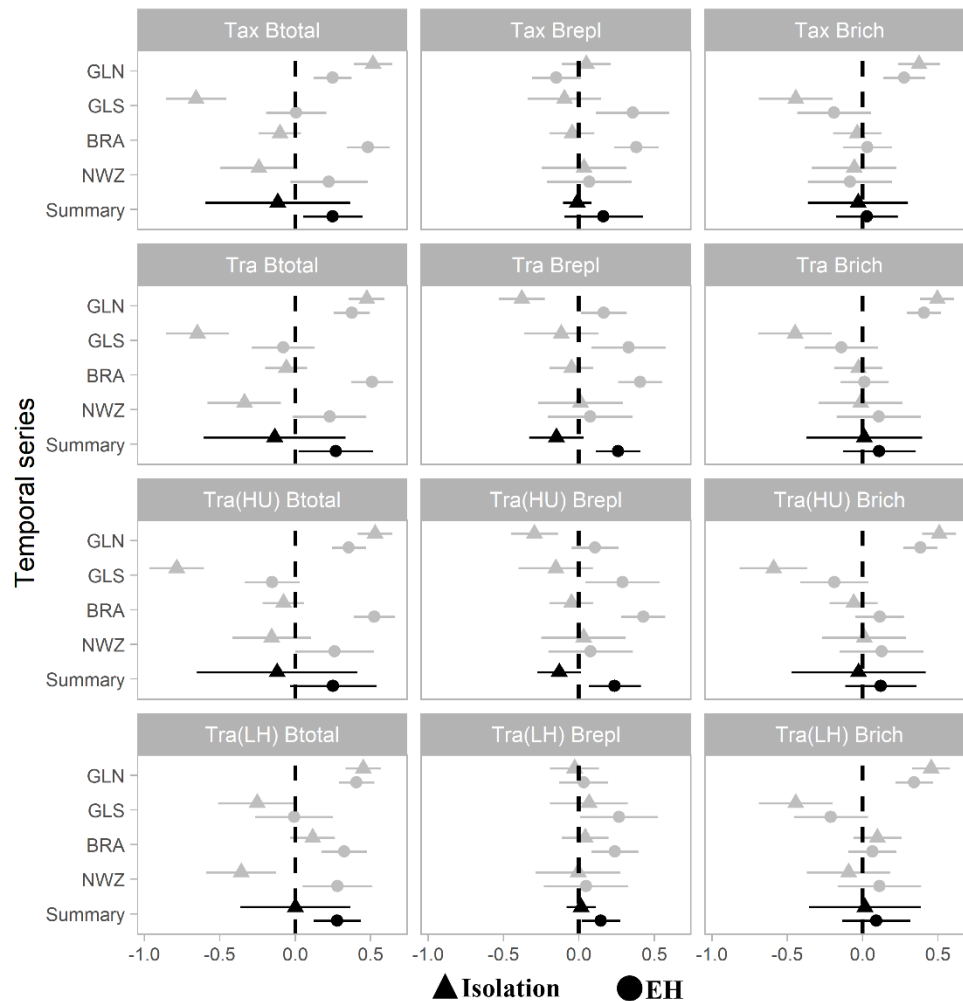 Tax Btotal Tax Brepl Tax Brich
GLN
GLS
BRA
NWZ
Summary
Tra Btotal Tra Brepl Tra Brich
GLN
GLS
BRA
NWZ
Summary
Temporal series
Tra(HU) Btotal Tra(HU) Brepl Tra(HU) Brich
GLN
GLS
BRA
NWZ
Summary
Tra(LH) Btotal Tra(LH) Brepl Tra(LH) Brich
GLN
GLS
BRA
NWZ
Summary
-1.0 -0.5 0.0 0.5 -1.0 -0.5 0.0 0.5 -1.0 -0.5 0.0 0.5
Isolation EH